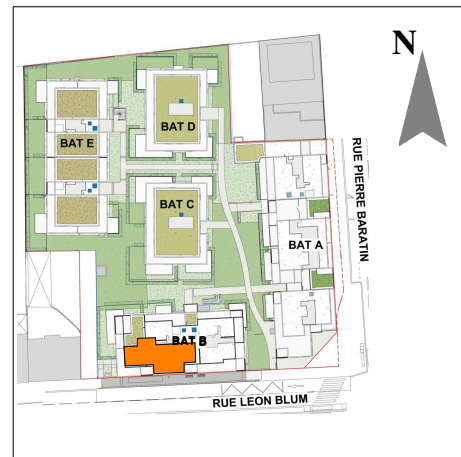 N
BAT D
BAT E
RUE PIERRE BARATIN
BAT C
BAT A
BAT B
RUE LEON BLUM